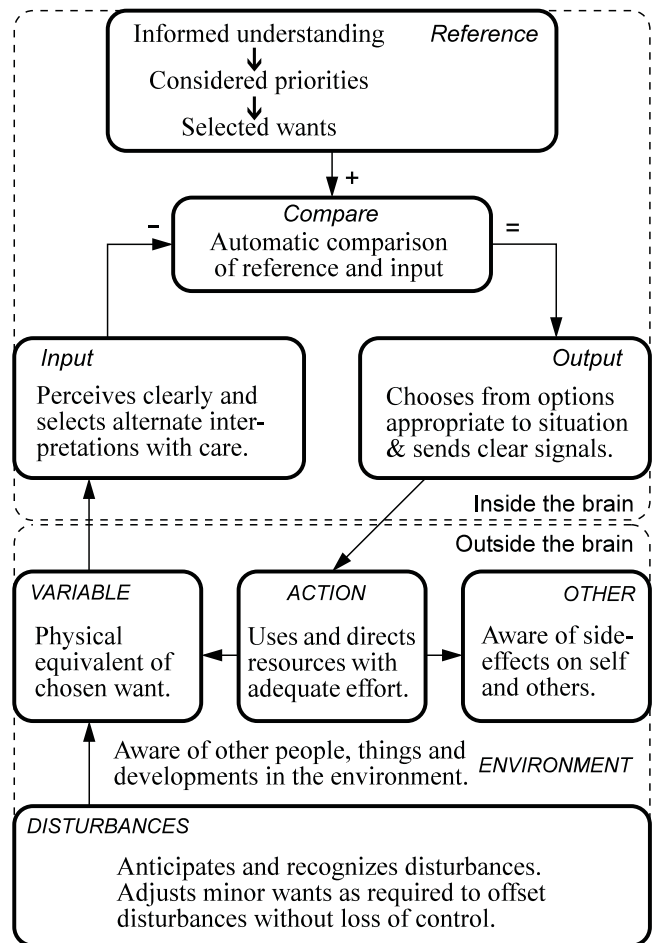 Informed understanding
Reference
Considered priorities
Selected wants
+
Compare
Automatic comparison
of reference and input
-
=
Input
Perceives clearly and
selects alternate inter-
pretations with care.
Output
Chooses from options
appropriate to situation
& sends clear signals.
Inside the brain
Outside the brain
VARIABLE
Physical
equivalent of
chosen want.
ACTION
Uses and directs
resources with
adequate effort.
OTHER
Aware of side-
effects on self
and others.
Aware of other people, things and
developments in the environment.
ENVIRONMENT
DISTURBANCES
Anticipates and recognizes disturbances.
Adjusts minor wants as required to offset
disturbances without loss of control.